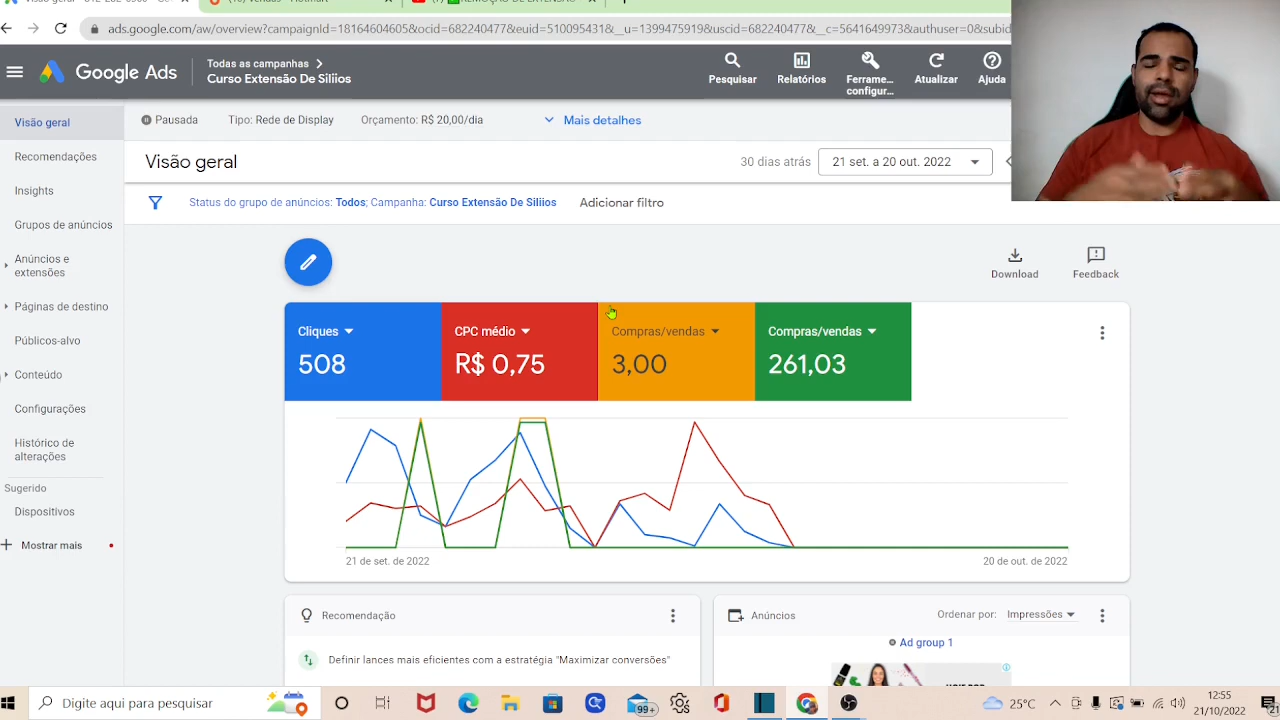 ads.google.com/aw/overview?campaignId=18164604605&ocid=682240477&euid=510095431&__u=1399475919&uscid=682240477&__c=56416499973&authuser=0&subid
Google Ads
Todas as campanhas
Curso Extensão De Siliios
Pesquisar
Relatórios
Ferrame...
configur...
Atualizar
Ajuda
Visão geral
Recomendações
Insights
Grupos de anúncios
Anúncios e
extensões
Páginas de destino
Públicos-alvo
Conteúdo
Configurações
Histórico de
alterações
Sugerido
Dispositivos
Mostrar mais
Pausada
Tipo: Rede de Display
Orçamento: R$ 20,00/dia
Mais detalhes
Visão geral
30 dias atrás
21 set. a 20 out. 2022
Status do grupo de anúncios: Todos; Campanha: Curso Extensão De Siliios
Adicionar filtro
Download
Feedback
Cliques
508
CPC médio
R$ 0,75
Compras/vendas
3,00
Compras/vendas
261,03
21 de set. de 2022
20 de out. de 2022
Recomendação
Definir lances mais eficientes com a estratégia "Maximizar conversões"
Anúncios
Ordenar por:
Impressões
Ad group 1
Digite aqui para pesquisar
99+
25°C
12:55
21/10/2022